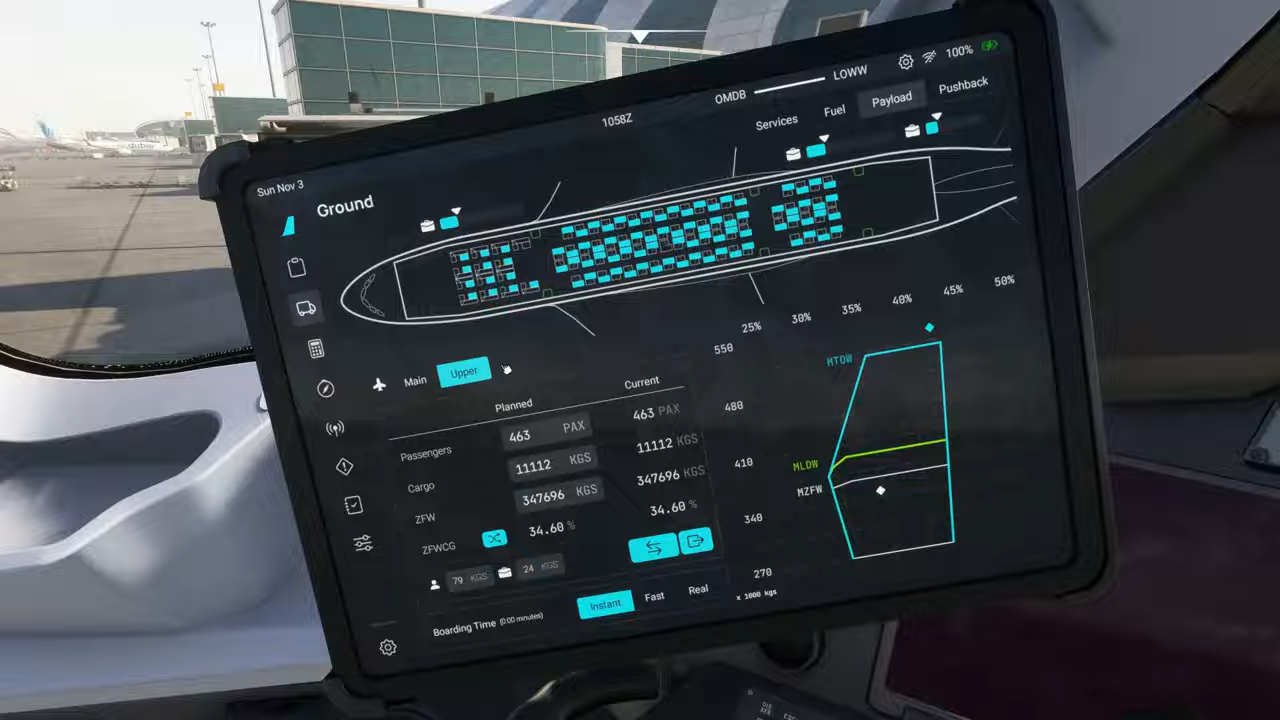 OMDB LOWW 100%
1058Z
Services Fuel Payload Pushback
Sun Nov 3
Ground
Main Upper
Planned Current
Passengers 463 PAX 463 PAX
Cargo 11112 KGS 11112 KGS
ZFW 347696 KGS 347696 KGS
ZFWCG 34.60 % 34.60 %
79 KGS 24 KGS
Boarding Time (0:00 minutes) Instant Fast Real
25% 30% 35% 40% 45% 50%
550
480
410
340
270
x 1000 kgs
MTOW
MLDW
MZFW